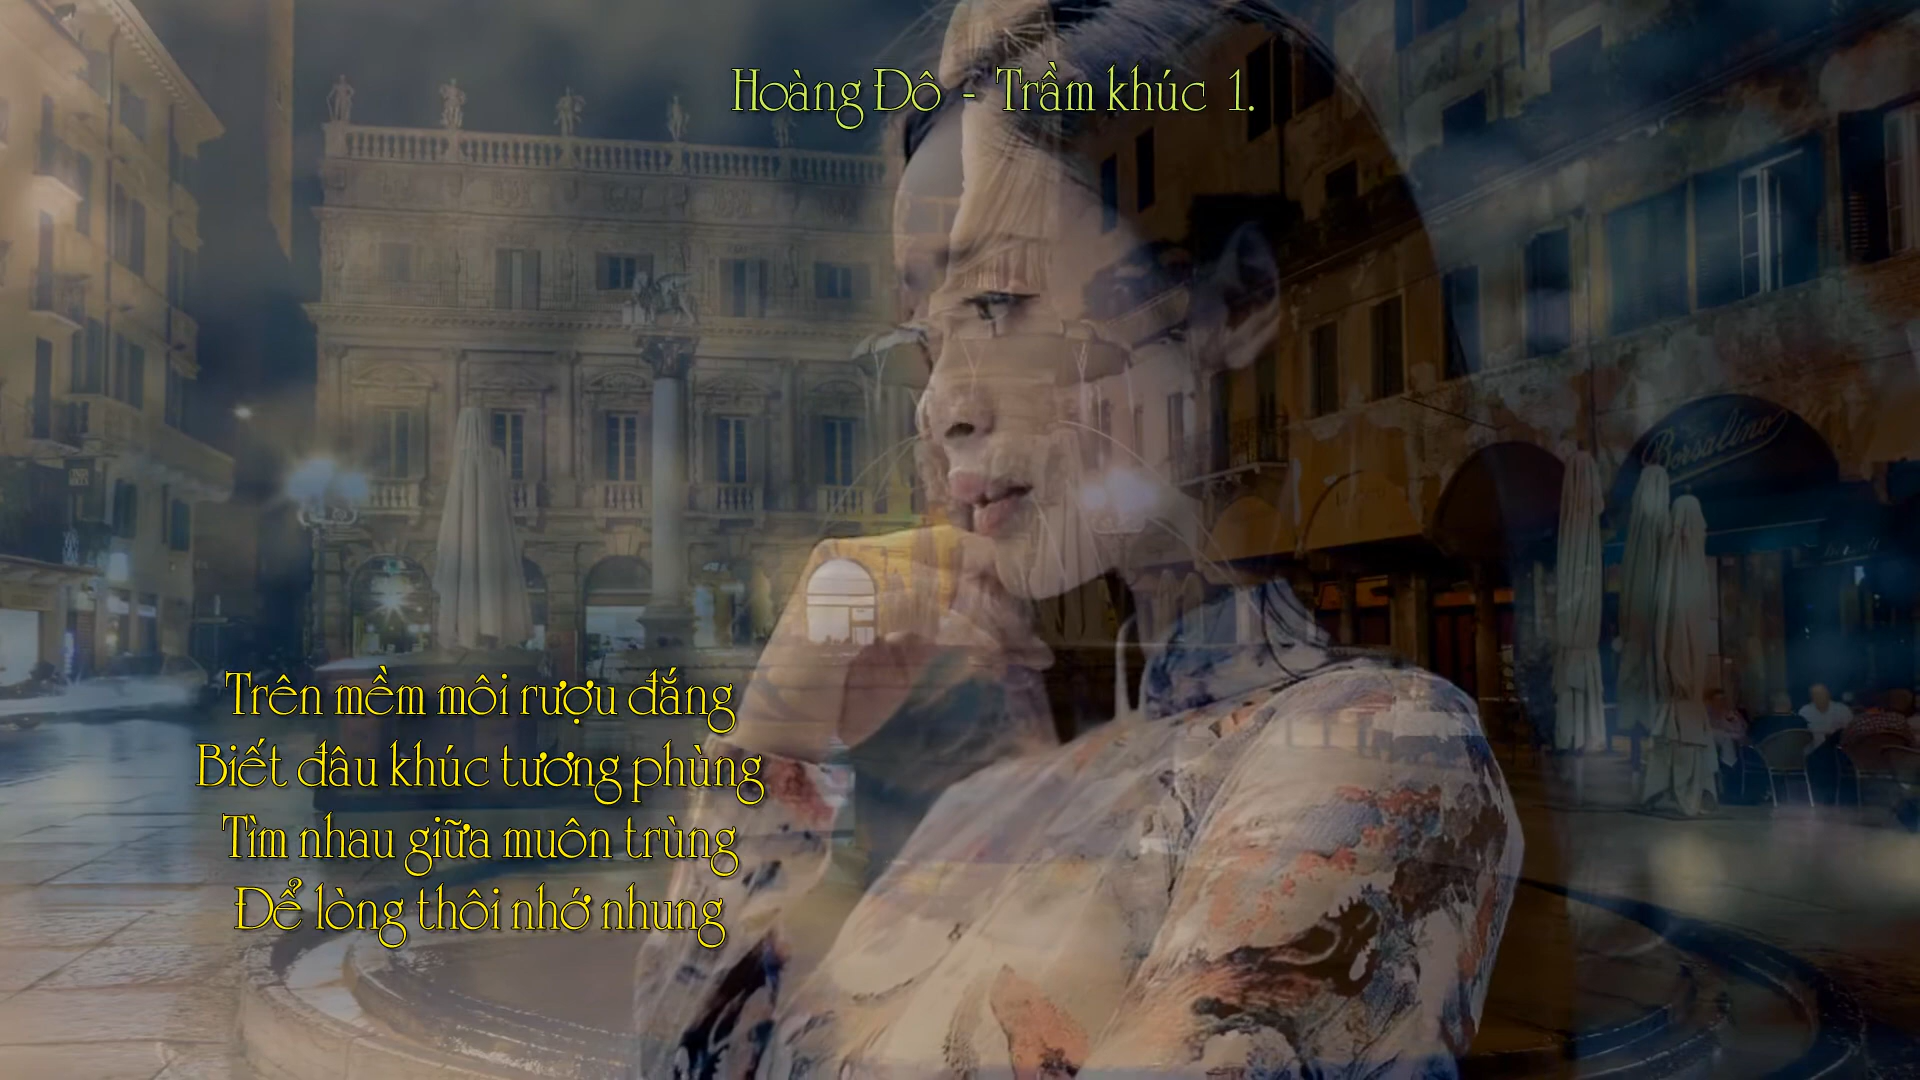 Hoàng Đô - Trầm khúc 1.
Borsalino
Trên mềm môi rượu đắng
Biết đâu khúc tương phùng
Tìm nhau giữa muôn trùng
Để lòng thôi nhớ nhung